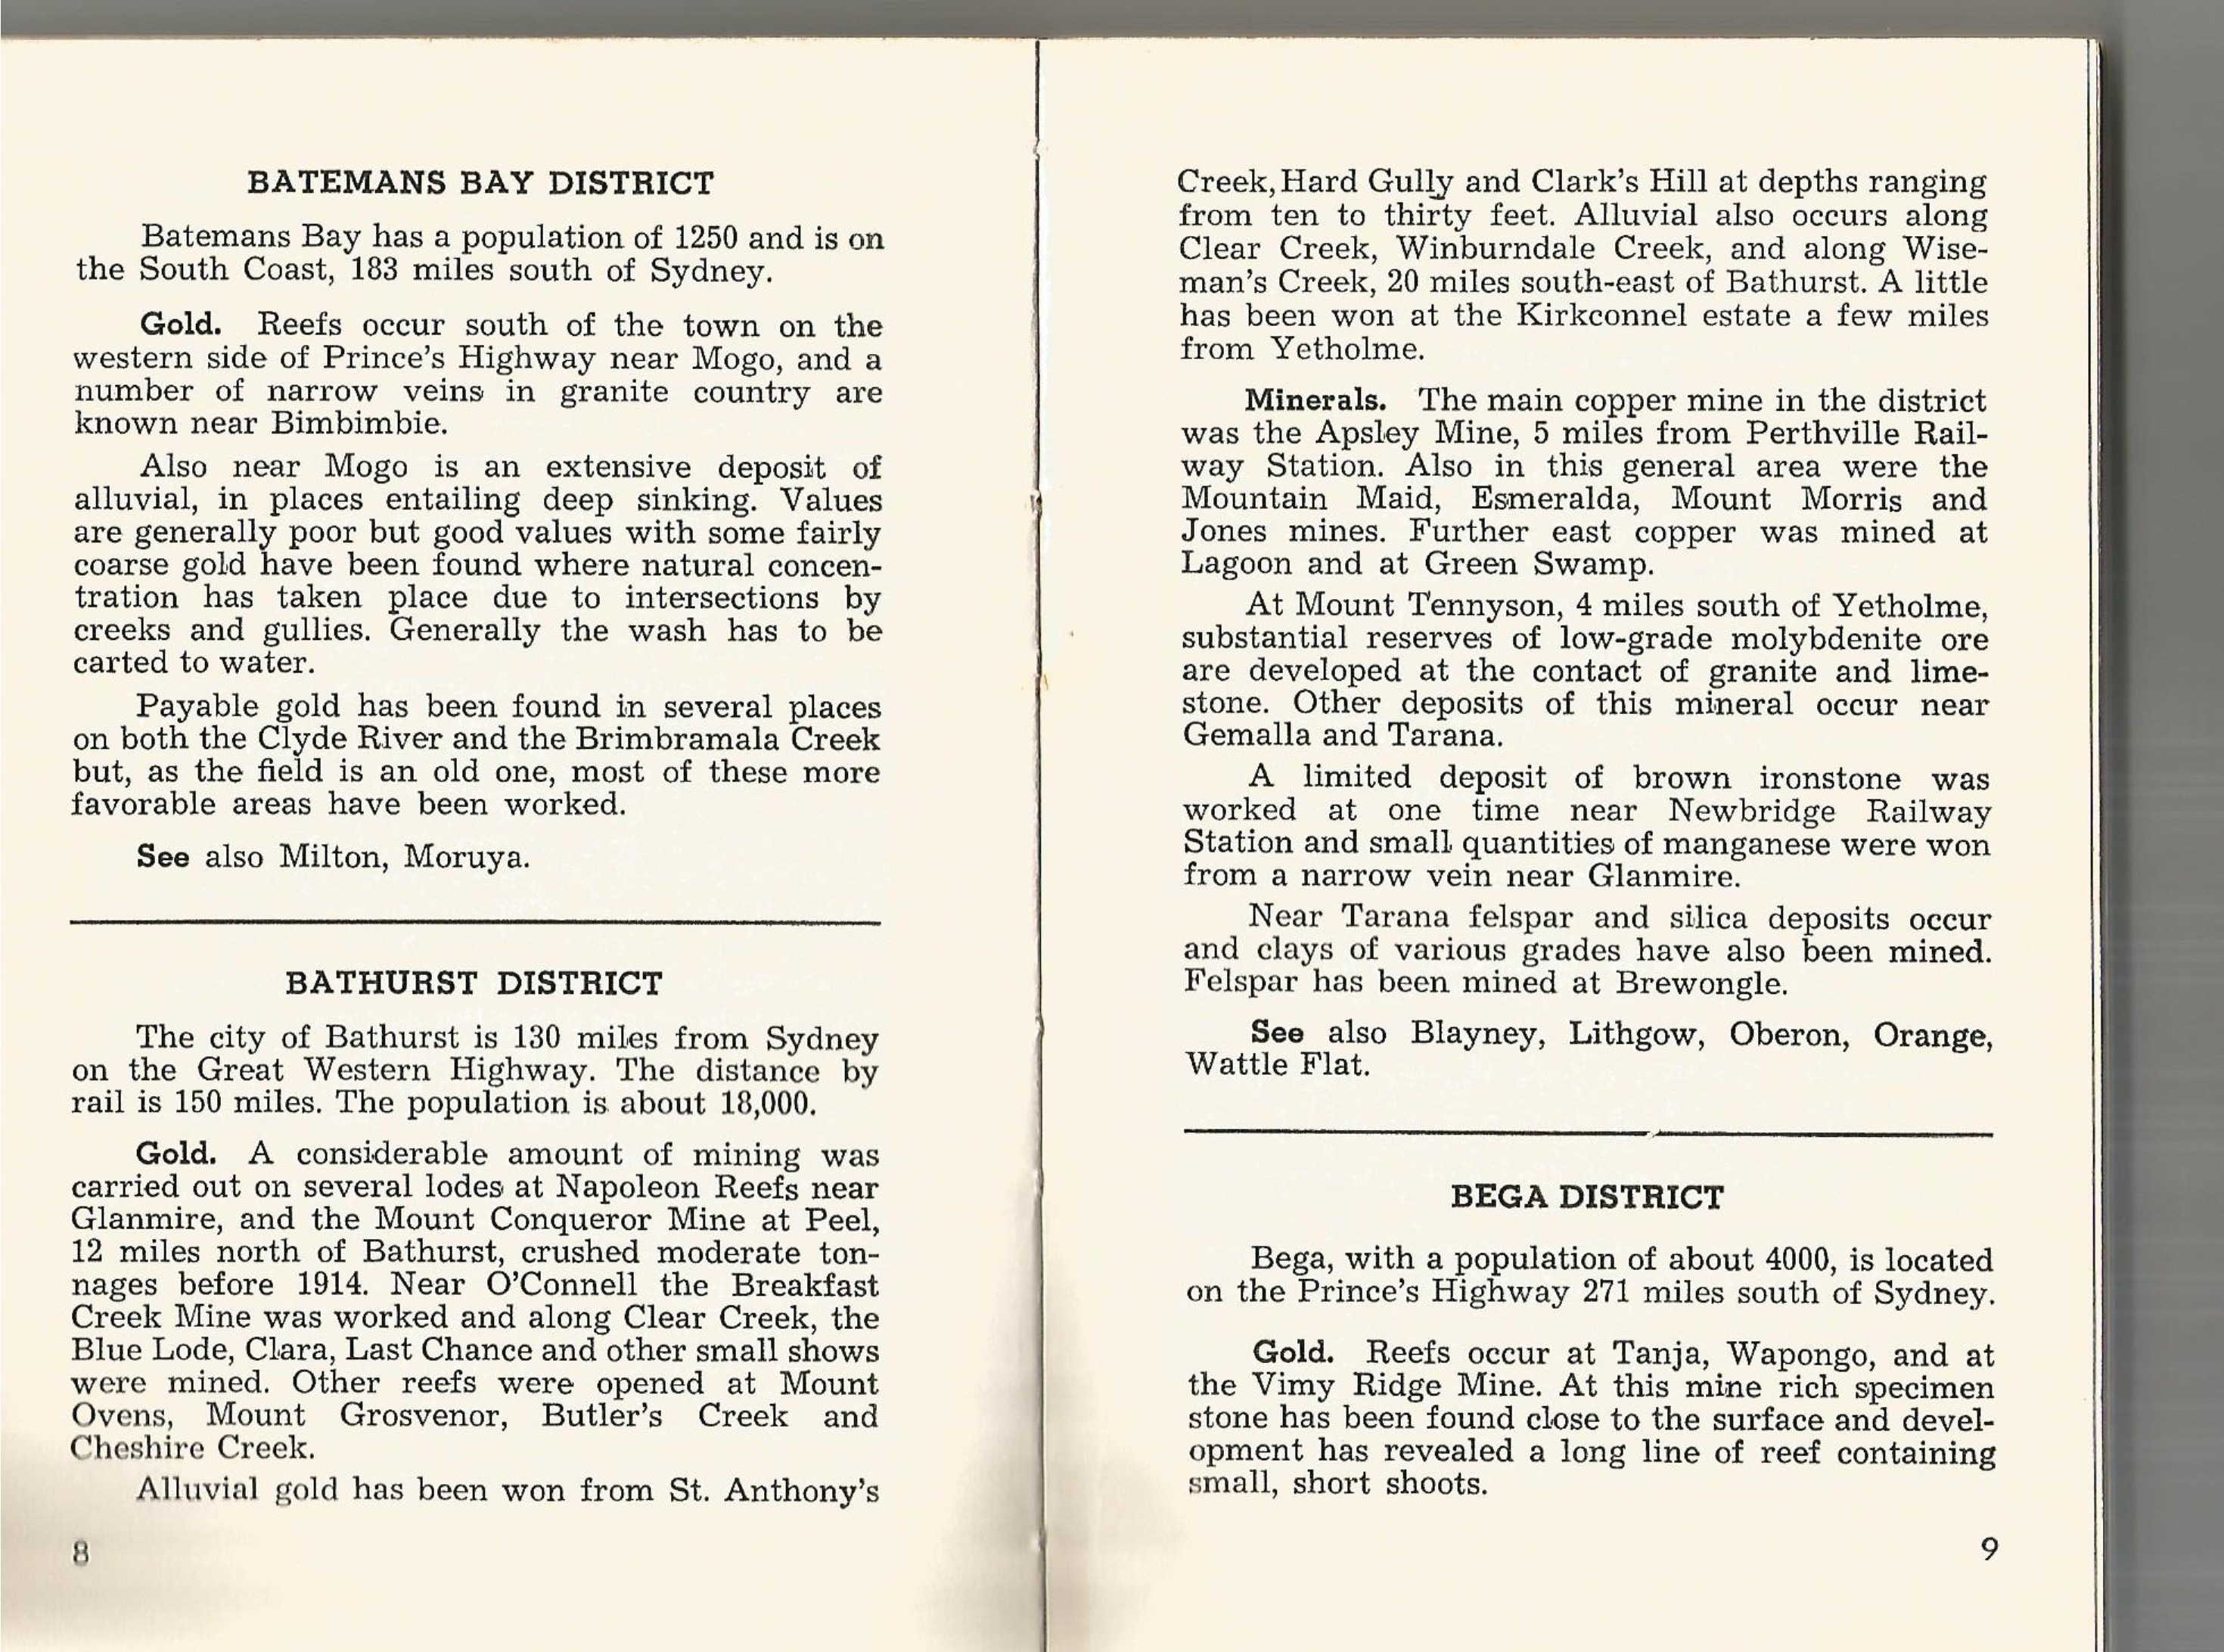 BATEMANS BAY DISTRICT
Batemans Bay has a population of 1250 and is on
the South Coast, 183 miles south of Sydney.
Gold. Reefs occur south of the town on the
western side of Prince's Highway near Mogo, and a
number of narrow veins in granite country are
known near Bimbimbie.
Also near Mogo is an extensive deposit of
alluvial, in places entailing deep sinking. Values
are generally poor but good values with some fairly
coarse gold have been found where natural concen-
tration has taken place due to intersections by
creeks and gullies. Generally the wash has to be
carted to water.
Payable gold has been found in several places
on both the Clyde River and the Brimbramala Creek
but, as the field is an old one, most of these more
favorable areas have been worked.
See also Milton, Moruya.
BATHURST DISTRICT
The city of Bathurst is 130 miles from Sydney
on the Great Western Highway. The distance by
rail is 150 miles. The population is about 18,000.
Gold. A considerable amount of mining was
carried out on several lodes at Napoleon Reefs near
Glanmire, and the Mount Conqueror Mine at Peel,
12 miles north of Bathurst, crushed moderate ton-
nages before 1914. Near O'Connell the Breakfast
Creek Mine was worked and along Clear Creek, the
Blue Lode, Clara, Last Chance and other small shows
were mined. Other reefs were opened at Mount
Ovens, Mount Grosvenor, Butler's Creek and
Cheshire Creek.
Alluvial gold has been won from St. Anthony's
8
Creek, Hard Gully and Clark's Hill at depths ranging
from ten to thirty feet. Alluvial also occurs along
Clear Creek, Winburndale Creek, and along Wise-
man's Creek, 20 miles south-east of Bathurst. A little
has been won at the Kirkconnel estate a few miles
from Yetholme.
Minerals. The main copper mine in the district
was the Apsley Mine, 5 miles from Perthville Rail-
way Station. Also in this general area were the
Mountain Maid, Esmeralda, Mount Morris and
Jones mines. Further east copper was mined at
Lagoon and at Green Swamp.
At Mount Tennyson, 4 miles south of Yetholme,
substantial reserves of low-grade molybdenite ore
are developed at the contact of granite and lime-
stone. Other deposits of this mineral occur near
Gemalla and Tarana.
A limited deposit of brown ironstone was
worked at one time near Newbridge Railway
Station and small quantities of manganese were won
from a narrow vein near Glanmire.
Near Tarana felspar and silica deposits occur
and clays of various grades have also been mined.
Felspar has been mined at Brewongle.
See also Blayney, Lithgow, Oberon, Orange,
Wattle Flat.
BEGA DISTRICT
Bega, with a population of about 4000, is located
on the Prince's Highway 271 miles south of Sydney.
Gold. Reefs occur at Tanja, Wapongo, and at
the Vimy Ridge Mine. At this mine rich specimen
stone has been found close to the surface and devel-
opment has revealed a long line of reef containing
small, short shoots.
9